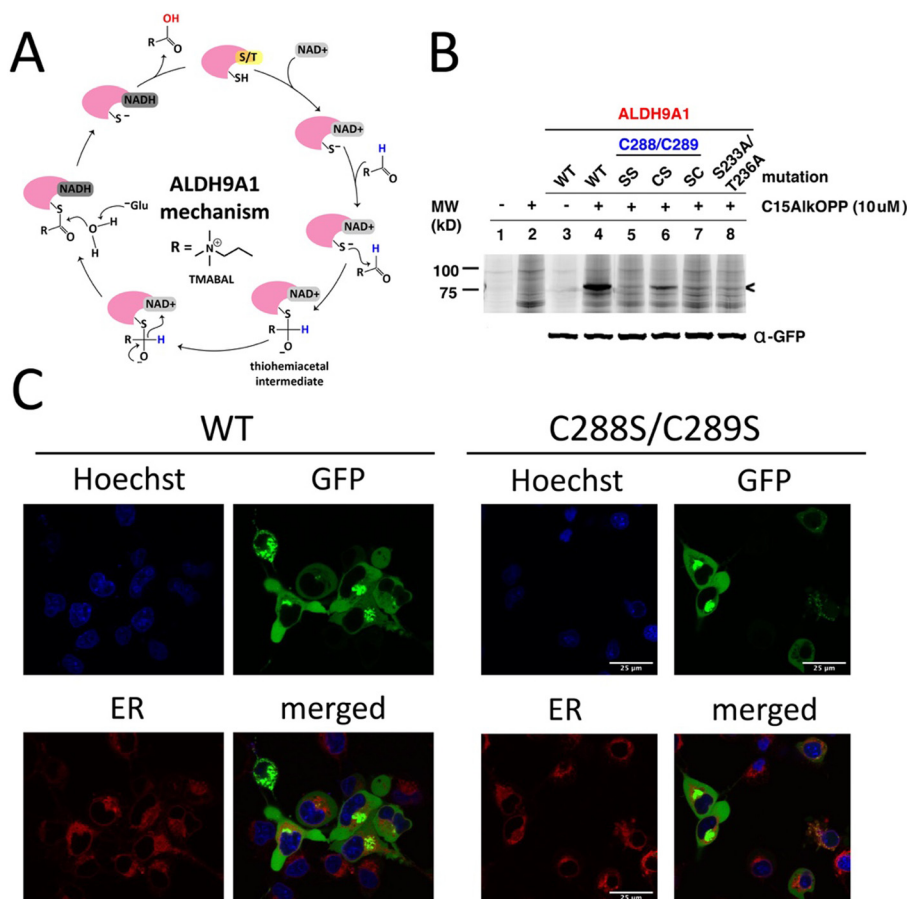 A
OH
R
O
S/T
SH
NAD+
NADH
S⁻
NAD+
S⁻
H
R
O
NADH
S
R
O
⁻Glu
O
H
H
ALDH9A1
mechanism
R =
N
TMABAL
NAD+
S⁻
H
R
O
NAD+
S
R
H
O
NAD+
S
R
H
O
thiohemiacetal
intermediate
B
ALDH9A1
C288/C289
WT WT SS CS SC S233A/
T236A
mutation
- + - + + + + + C15AlkOPP (10uM)
MW
(kD)
1 2 3 4 5 6 7 8
100
75
<
α-GFP
C
WT C288S/C289S
Hoechst GFP Hoechst GFP
25 µm 25 µm
ER merged ER merged
25 µm 25 µm